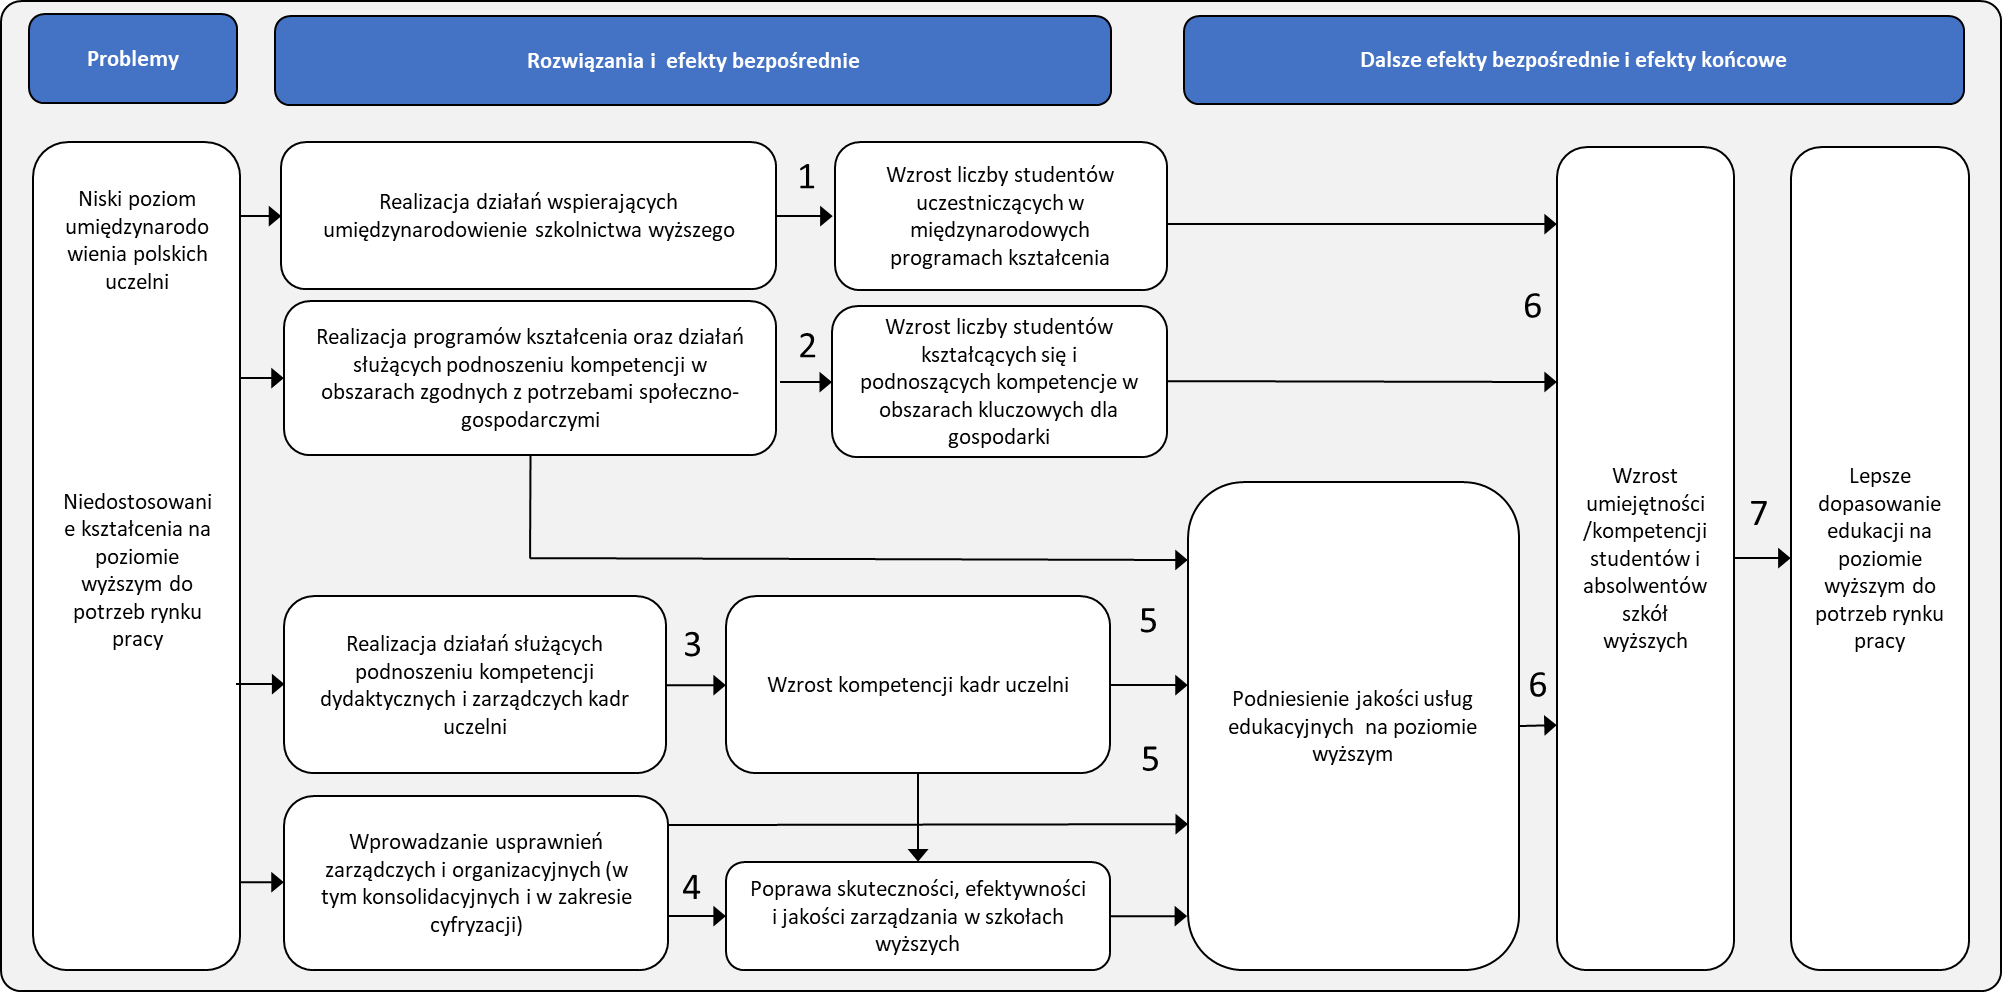 Problemy
Rozwiązania i  efekty bezpośrednie
Dalsze efekty bezpośrednie i efekty końcowe
Niski poziom
umiędzynarodo
wienia polskich
uczelni
Niedostosowani
e kształcenia na
poziomie
wyższym do
potrzeb rynku
pracy
Realizacja działań wspierających
umiędzynarodowienie szkolnictwa wyższego
1
Wzrost liczby studentów
uczestniczących w
międzynarodowych
programach kształcenia
Realizacja programów kształcenia oraz działań
służących podnoszeniu kompetencji w
obszarach zgodnych z potrzebami społeczno-
gospodarczymi
2
Wzrost liczby studentów
kształcących się i
podnoszących kompetencje w
obszarach kluczowych dla
gospodarki
6
Realizacja działań służących
podnoszeniu kompetencji
dydaktycznych i zarządczych kadr
uczelni
3
Wzrost kompetencji kadr uczelni
5
5
Wprowadzanie usprawnień
zarządczych i organizacyjnych (w
tym konsolidacyjnych i w zakresie
cyfryzacji)
4
Poprawa skuteczności, efektywności
i jakości zarządzania w szkołach
wyższych
Podniesienie jakości usług
edukacyjnych  na poziomie
wyższym
6
Wzrost
umiejętności
/kompetencji
studentów i
absolwentów
szkół
wyższych
7
Lepsze
dopasowanie
edukacji na
poziomie
wyższym do
potrzeb rynku
pracy